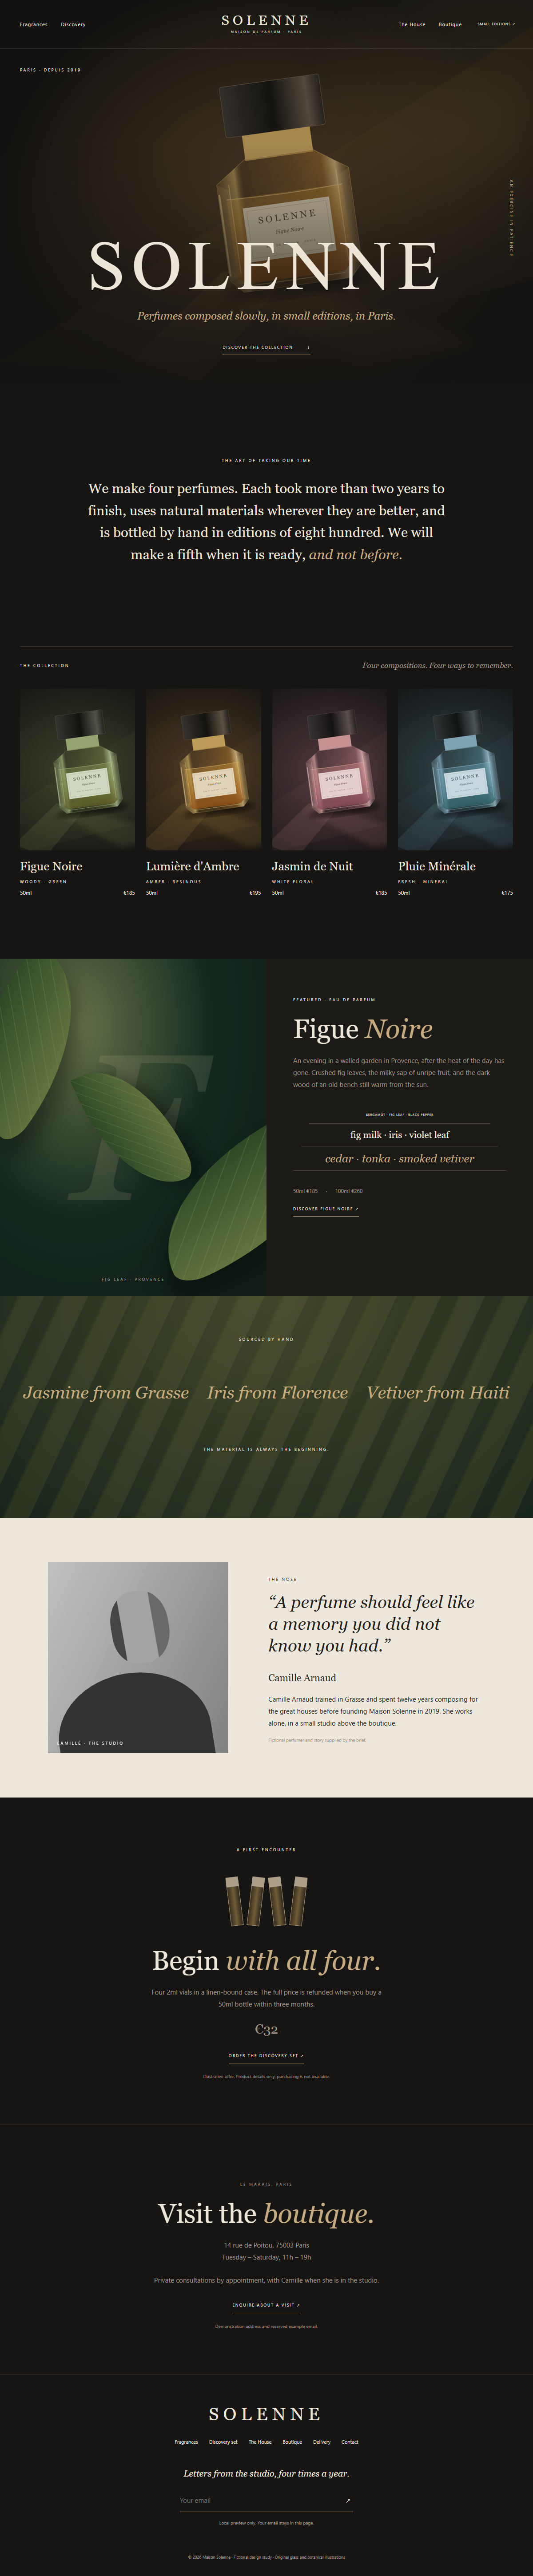 Fragrances Discovery
SOLENNE
MAISON DE PARFUM · PARIS
The House Boutique SMALL EDITIONS ↗
PARIS · DEPUIS 2019
AN EXERCISE IN PATIENCE
SOLENNE
Figue Noire
SOLENNE
Perfumes composed slowly, in small editions, in Paris.
DISCOVER THE COLLECTION ↓
THE ART OF TAKING OUR TIME
We make four perfumes. Each took more than two years to
finish, uses natural materials wherever they are better, and
is bottled by hand in editions of eight hundred. We will
make a fifth when it is ready, and not before.
THE COLLECTION
Four compositions. Four ways to remember.
SOLENNE
SOLENNE
SOLENNE
SOLENNE
Figue Noire
WOODY · GREEN
50ml €185
Lumière d'Ambre
AMBER · RESINOUS
50ml €195
Jasmin de Nuit
WHITE FLORAL
50ml €185
Pluie Minérale
FRESH · MINERAL
50ml €175
F
FIG LEAF · PROVENCE
FEATURED · EAU DE PARFUM
Figue Noire
An evening in a walled garden in Provence, after the heat of the day has
gone. Crushed fig leaves, the milky sap of unripe fruit, and the dark
wood of an old bench still warm from the sun.
BERGAMOT · FIG LEAF · BLACK PEPPER
fig milk · iris · violet leaf
cedar · tonka · smoked vetiver
50ml €185 · 100ml €260
DISCOVER FIGUE NOIRE ↗
SOURCED BY HAND
Jasmine from Grasse Iris from Florence Vetiver from Haiti
THE MATERIAL IS ALWAYS THE BEGINNING.
CAMILLE · THE STUDIO
THE NOSE
“A perfume should feel like
a memory you did not
know you had.”
Camille Arnaud
Camille Arnaud trained in Grasse and spent twelve years composing for
the great houses before founding Maison Solenne in 2019. She works
alone, in a small studio above the boutique.
Fictional perfumer and story supplied by the brief.
A FIRST ENCOUNTER
Begin with all four.
Four 2ml vials in a linen-bound case. The full price is refunded when you buy a
50ml bottle within three months.
€32
ORDER THE DISCOVERY SET ↗
Illustrative offer. Product details only; purchasing is not available.
LE MARAIS, PARIS
Visit the boutique.
14 rue de Poitou, 75003 Paris
Tuesday – Saturday, 11h – 19h
Private consultations by appointment, with Camille when she is in the studio.
ENQUIRE ABOUT A VISIT ↗
Demonstration address and reserved example email.
SOLENNE
Fragrances Discovery set The House Boutique Delivery Contact
Letters from the studio, four times a year.
Your email ↗
Local preview only. Your email stays in this page.
© 2026 Maison Solenne · Fictional design study · Original glass and botanical illustrations